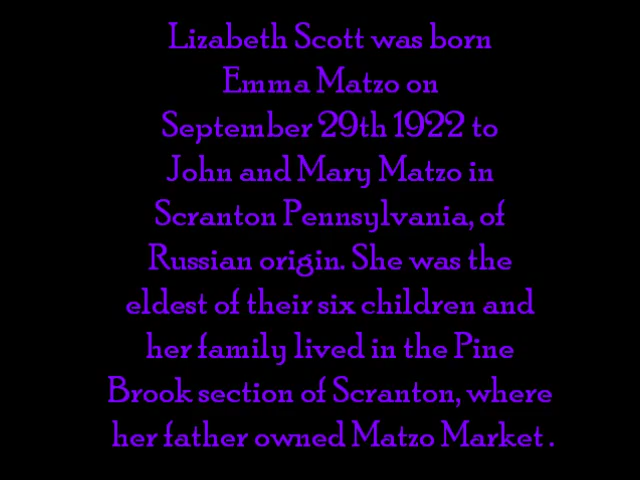 Lizabeth Scott was born
Emma Matzo on
September 29th 1922 to
John and Mary Matzo in
Scranton Pennsylvania, of
Russian origin. She was the
eldest of their six children and
her family lived in the Pine
Brook section of Scranton, where
her father owned Matzo Market .